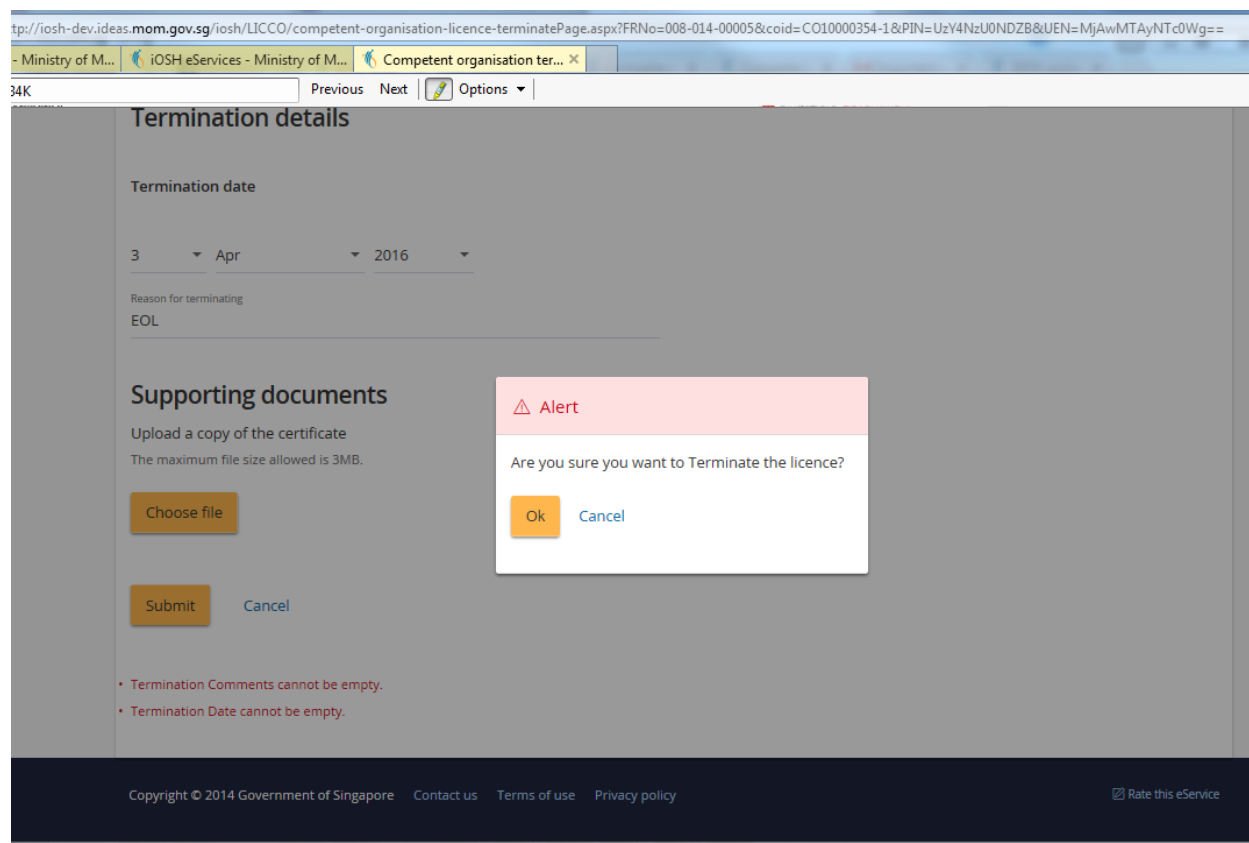 tp://iosh-dev.ideas.mom.gov.sg/iosh/LICCO/competent-organisation-licence-terminatePage.aspx?FRNo=008-014-00005&coid=CO10000354-1&PIN=UzY4NzU0NDZB&UEN=MjAwMTAyNTc0Wg==
- Ministry of M... iOSH eServices - Ministry of M... Competent organisation ter... ×
34K Previous Next Options
Termination details
Termination date
3 Apr 2016
Reason for terminating
EOL
Supporting documents
Upload a copy of the certificate
The maximum file size allowed is 3MB.
Choose file
Alert
Are you sure you want to Terminate the licence?
Ok Cancel
Submit Cancel
• Termination Comments cannot be empty.
• Termination Date cannot be empty.
Copyright © 2014 Government of Singapore Contact us Terms of use Privacy policy Rate this eService